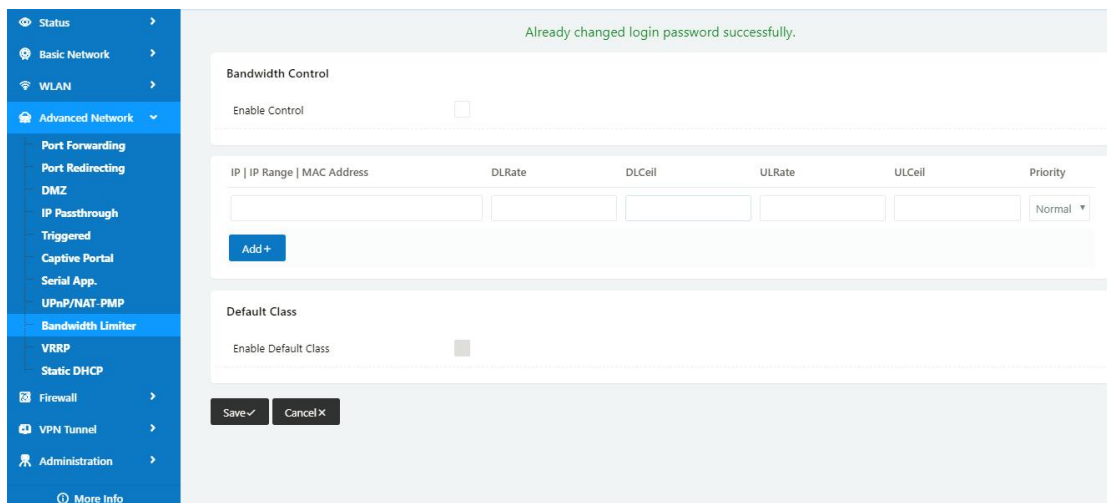 Status
Basic Network
WLAN
Advanced Network
Port Forwarding
Port Redirecting
DMZ
IP Passthrough
Triggered
Captive Portal
Serial App.
UPnP/NAT-PMP
Bandwidth Limiter
VRRP
Static DHCP
Firewall
VPN Tunnel
Administration
More Info
Already changed login password successfully.
Bandwidth Control
Enable Control
IP | IP Range | MAC Address DLRate DLCeil ULRate ULCeil Priority
Normal
Add+
Default Class
Enable Default Class
Save Cancel